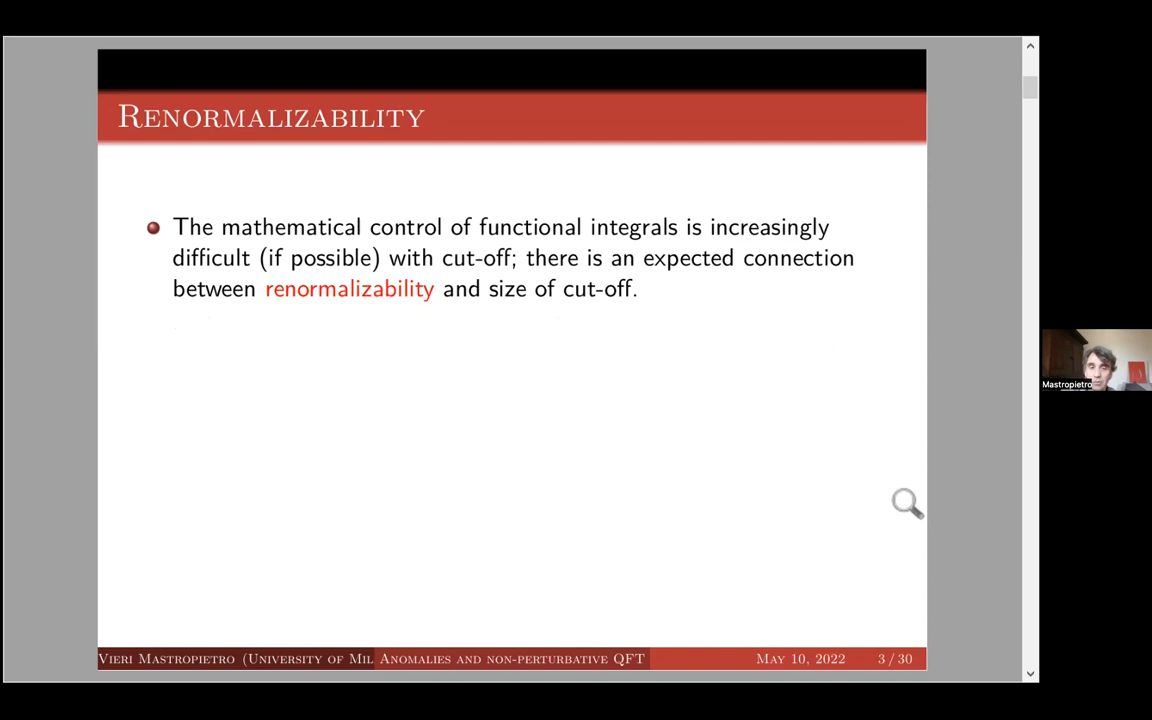 RENORMALIZABILITY
The mathematical control of functional integrals is increasingly
difficult (if possible) with cut-off; there is an expected connection
between renormalizability and size of cut-off.
Mastropietro
VIERI MASTROPIETRO (UNIVERSITY OF MIL ANOMALIES AND NON-PERTURBATIVE QFT MAY 10, 2022 3 / 30